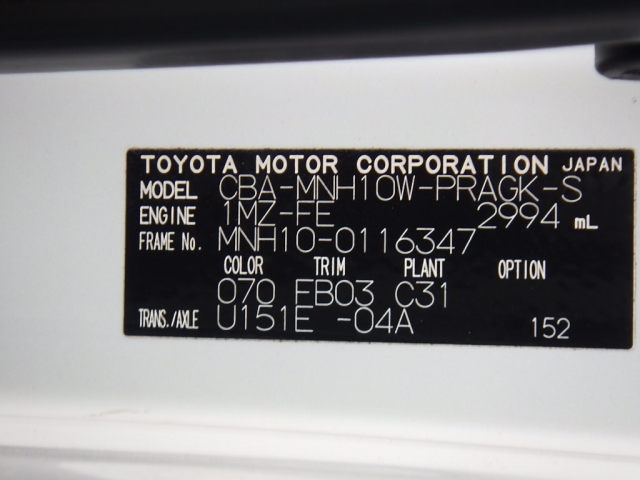 TOYOTA MOTOR CORPORATION JAPAN
MODEL CBA-MNH10W-PRAGK-S
ENGINE 1MZ-FE 2994 mL
FRAME No. MNH10-0116347
COLOR TRIM PLANT OPTION
070 FB03 C31
TRANS./AXLE U151E -04A 152